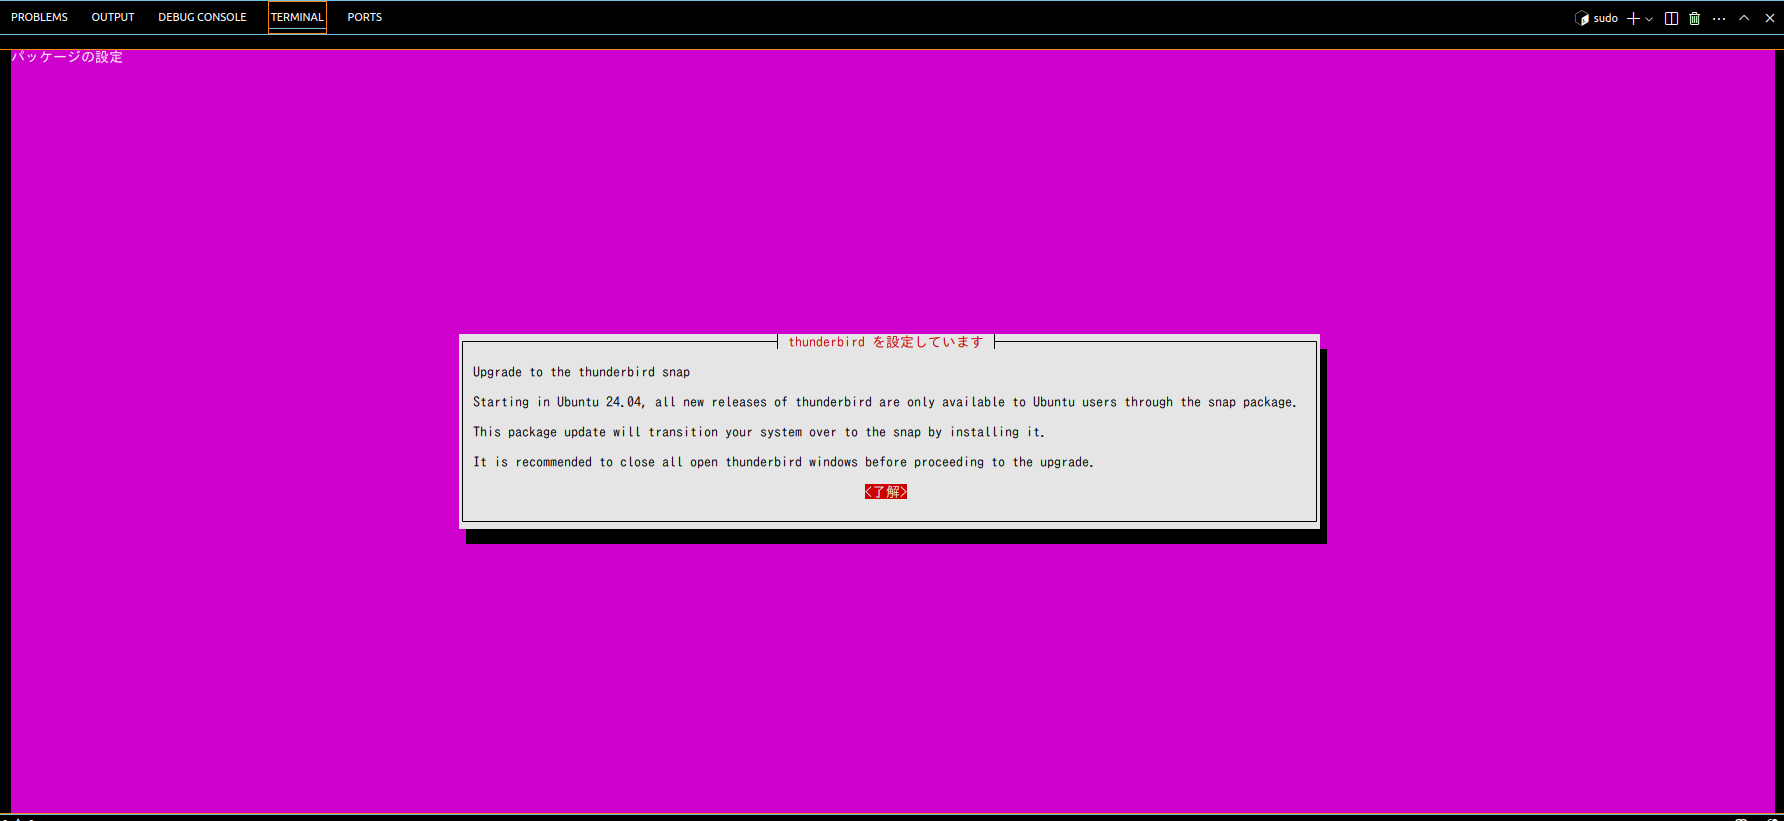 PROBLEMS OUTPUT DEBUG CONSOLE TERMINAL PORTS sudo
パッケージの設定
thunderbird を設定しています
Upgrade to the thunderbird snap
Starting in Ubuntu 24.04, all new releases of thunderbird are only available to Ubuntu users through the snap package.
This package update will transition your system over to the snap by installing it.
It is recommended to close all open thunderbird windows before proceeding to the upgrade.
<了解>